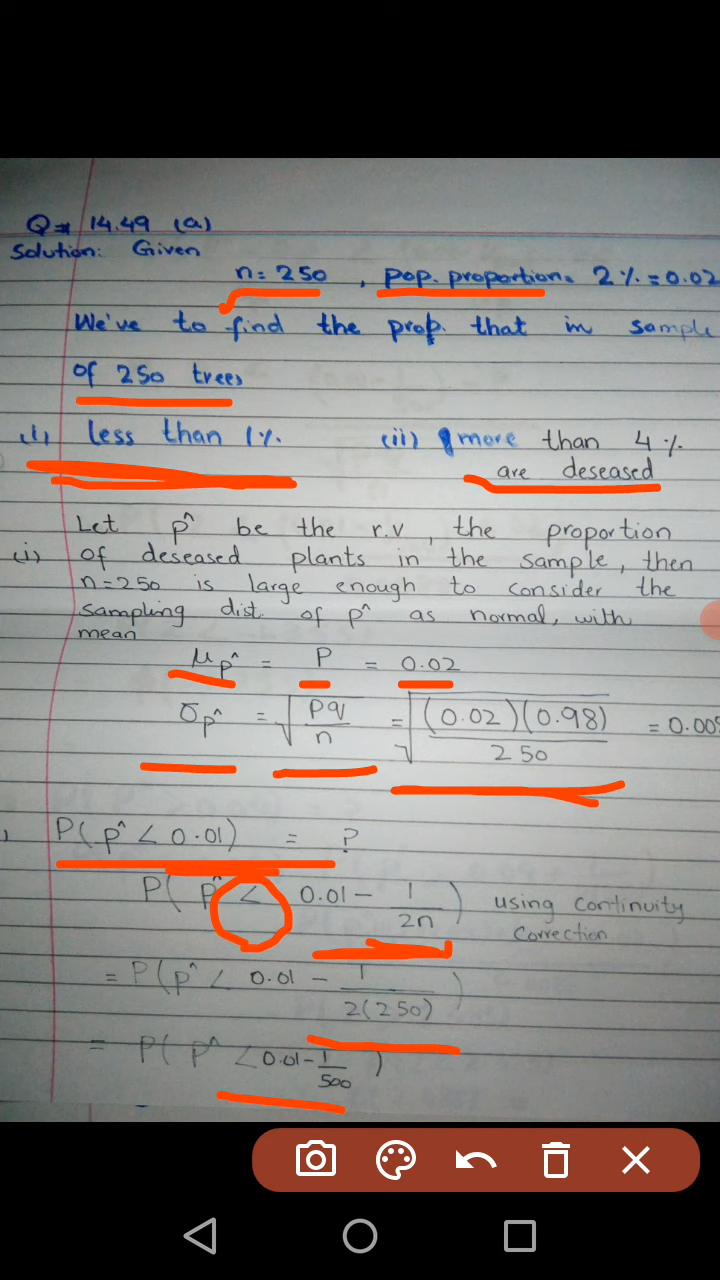 Q# 14.49 (a)
Solution: Given
n = 250 , pop. proportion = 2 % = 0.02
We've to find the prop. that in sample
of 250 trees
(i) less than 1%. (ii) more than 4 %
are deseased
Let p^ be the r.v, the proportion
(i) of deseased plants in the sample, then
n=250 is large enough to consider the
sampling dist. of p^ as normal, with
mean
μp^ = P = 0.02
σp^ = √(pq/n) = √((0.02)(0.98)/250) = 0.00
P(p^ < 0.01) = ?
P(p^ < 0.01 - 1/2n) using continuity
correction
= P(p^ < 0.01 - 1/2(250))
= P(p^ < 0.01 - 1/500)